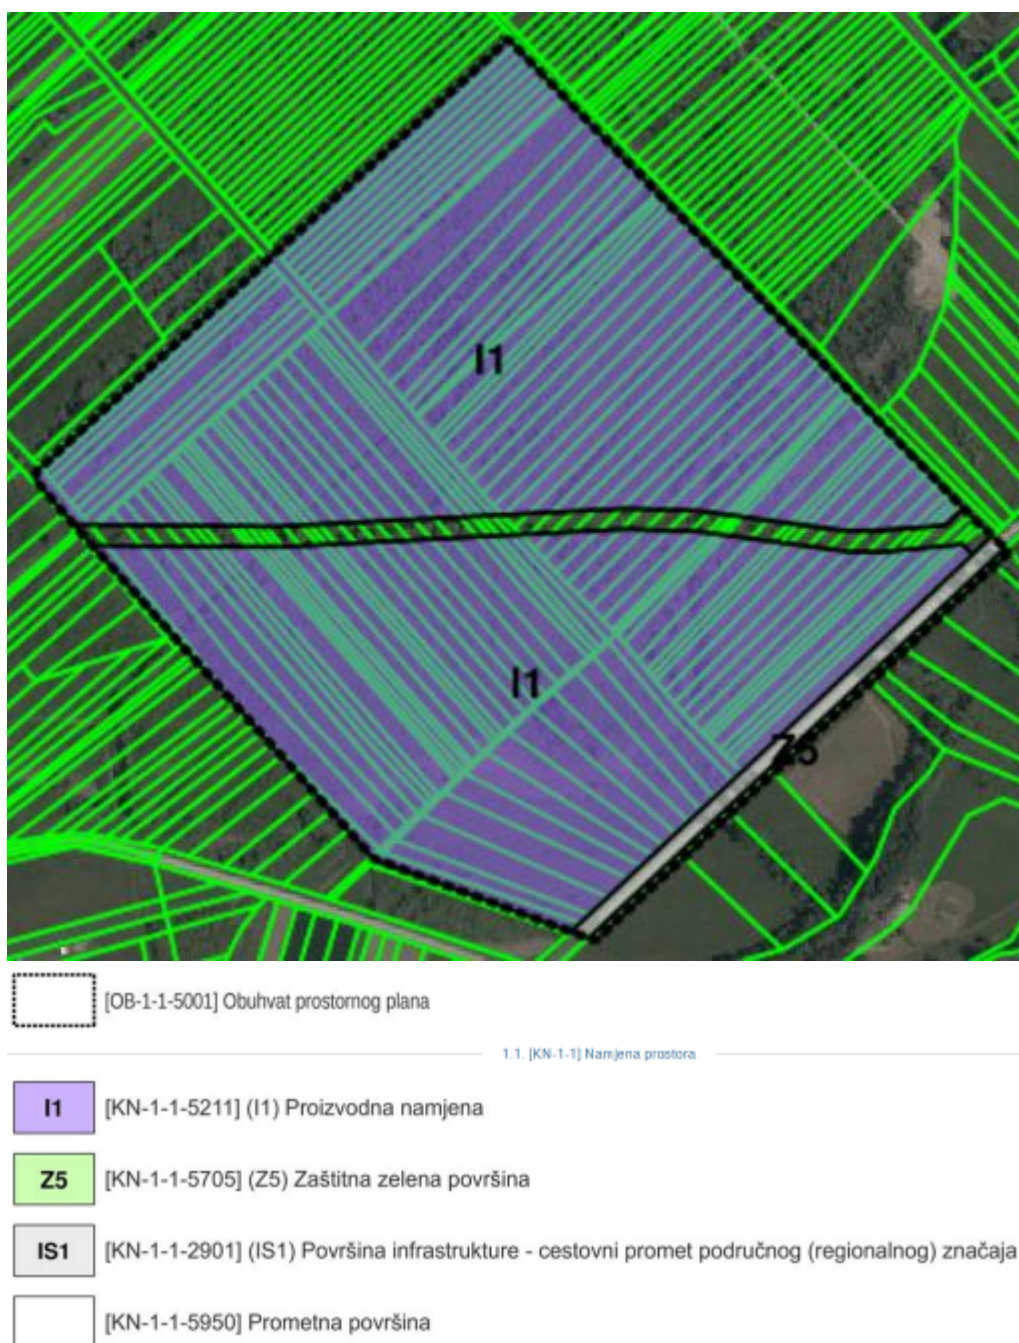 I1
I1
Z5
[OB-1-1-5001] Obuhvat prostornog plana
1.1. [KN-1-1] Namjena prostora
I1 [KN-1-1-5211] (I1) Proizvodna namjena
Z5 [KN-1-1-5705] (Z5) Zaštitna zelena površina
IS1 [KN-1-1-2901] (IS1) Površina infrastrukture - cestovni promet područnog (regionalnog) značaja
[KN-1-1-5950] Prometna površina